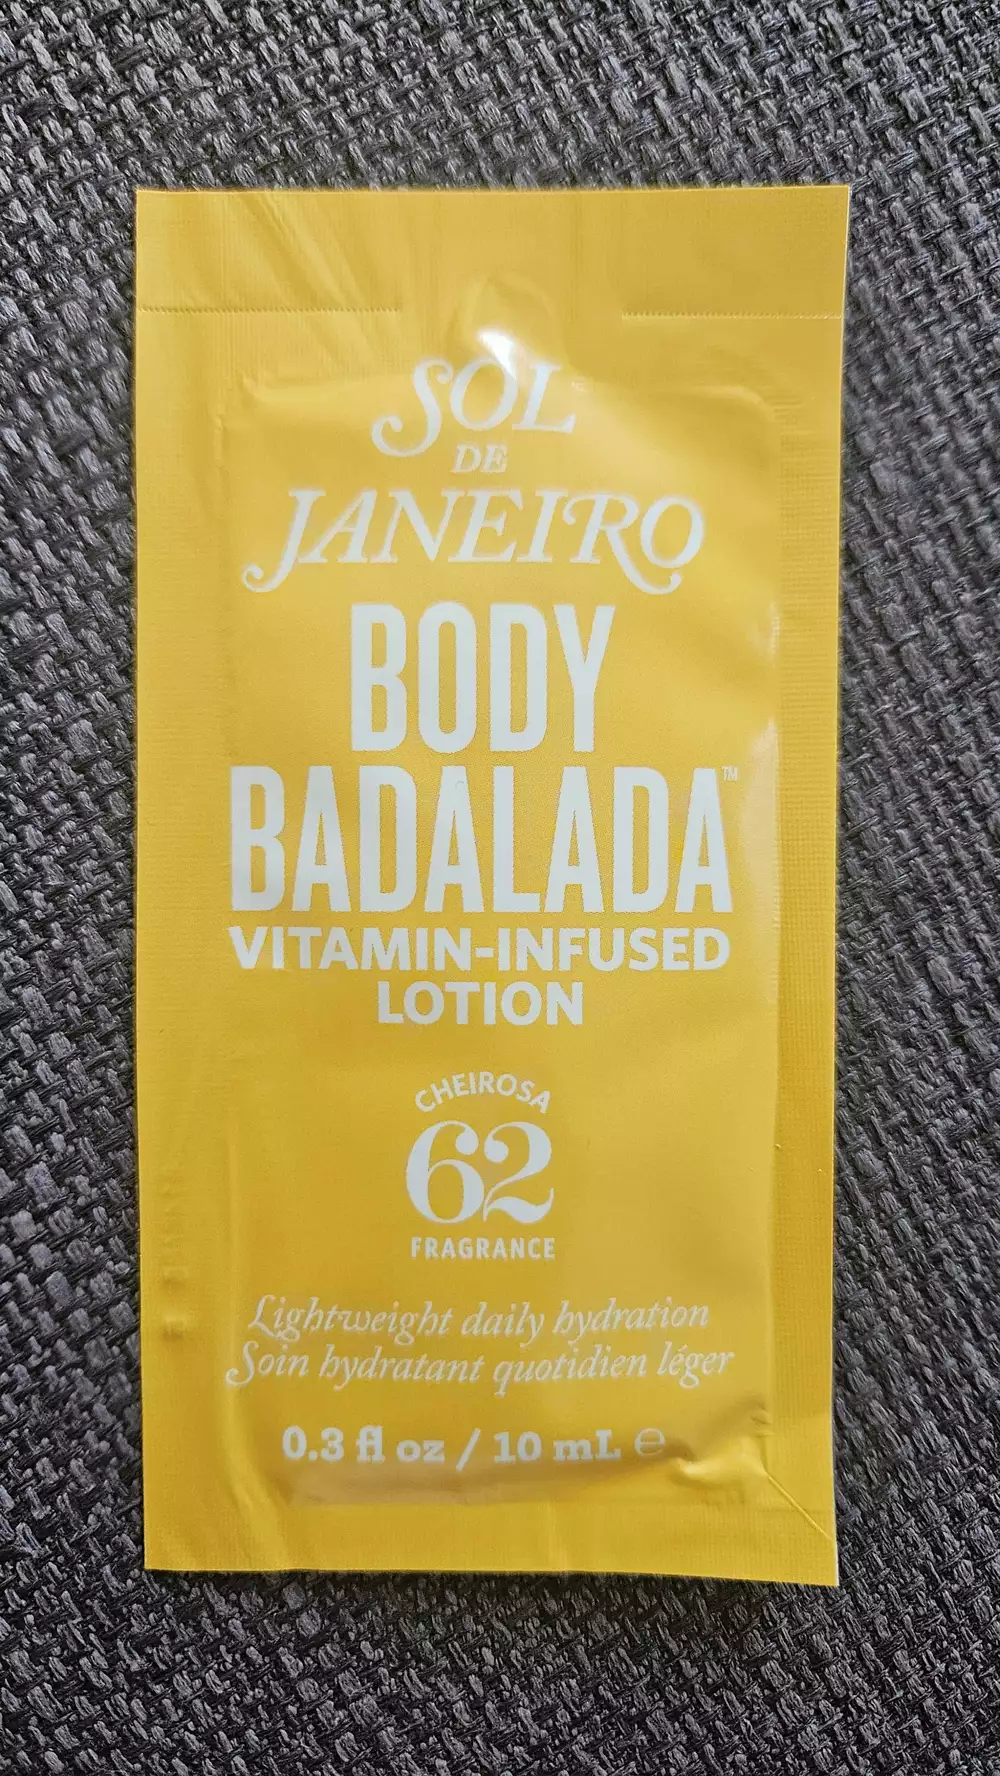 SOL
DE
JANEIRO
BODY
BADALADA™
VITAMIN-INFUSED
LOTION
CHEIROSA
62
FRAGRANCE
Lightweight daily hydration
Soin hydratant quotidien léger
0.3 fl oz / 10 mL ℮